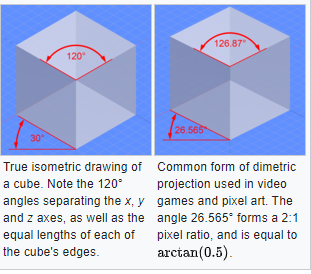 120°
30°
126.87°
26.565°
True isometric drawing of
a cube. Note the 120°
angles separating the x, y
and z axes, as well as the
equal lengths of each of
the cube's edges.
Common form of dimetric
projection used in video
games and pixel art. The
angle 26.565° forms a 2:1
pixel ratio, and is equal to
arctan(0.5).